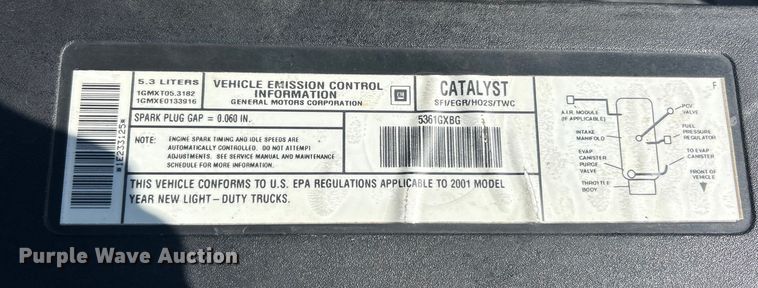 5.3 LITERS
1GMXT05.3182
1GMXE0133916
VEHICLE EMISSION CONTROL
INFORMATION
GENERAL MOTORS CORPORATION
GM
CATALYST
SFI/EGR/HO2S/TWC
SPARK PLUG GAP = 0.060 IN.
5361GXBG
NOTE: ENGINE SPARK TIMING AND IDLE SPEEDS ARE
AUTOMATICALLY CONTROLLED. DO NOT ATTEMPT
ADJUSTMENTS. SEE SERVICE MANUAL AND MAINTENANCE
SCHEDULE FOR MORE INFORMATION.
THIS VEHICLE CONFORMS TO U.S. EPA REGULATIONS APPLICABLE TO 2001 MODEL
YEAR NEW LIGHT-DUTY TRUCKS.
*1E233125*
F
A.I.R. MODULE
(IF APPLICABLE)
INTAKE
MANIFOLD
EVAP
CANISTER
PURGE
VALVE
THROTTLE
BODY
PCV
VALVE
FUEL
PRESSURE
REGULATOR
TO EVAP
CANISTER
FRONT OF
VEHICLE
Purple Wave Auction